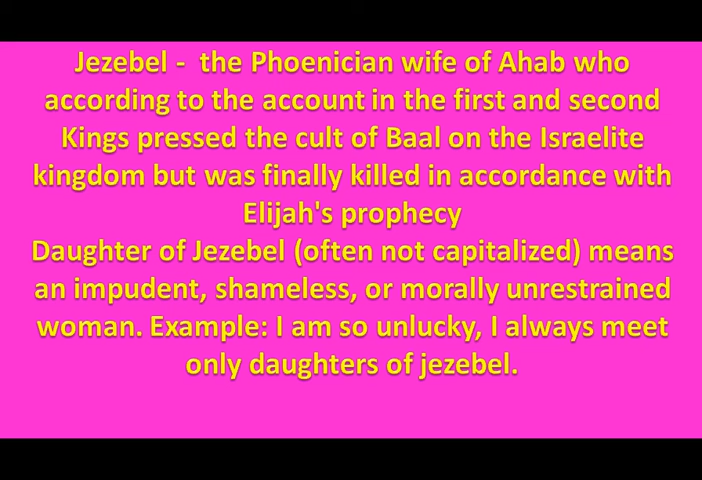 Jezebel -  the Phoenician wife of Ahab who
according to the account in the first and second
Kings pressed the cult of Baal on the Israelite
kingdom but was finally killed in accordance with
Elijah's prophecy
Daughter of Jezebel (often not capitalized) means
an impudent, shameless, or morally unrestrained
woman. Example: I am so unlucky, I always meet
only daughters of jezebel.